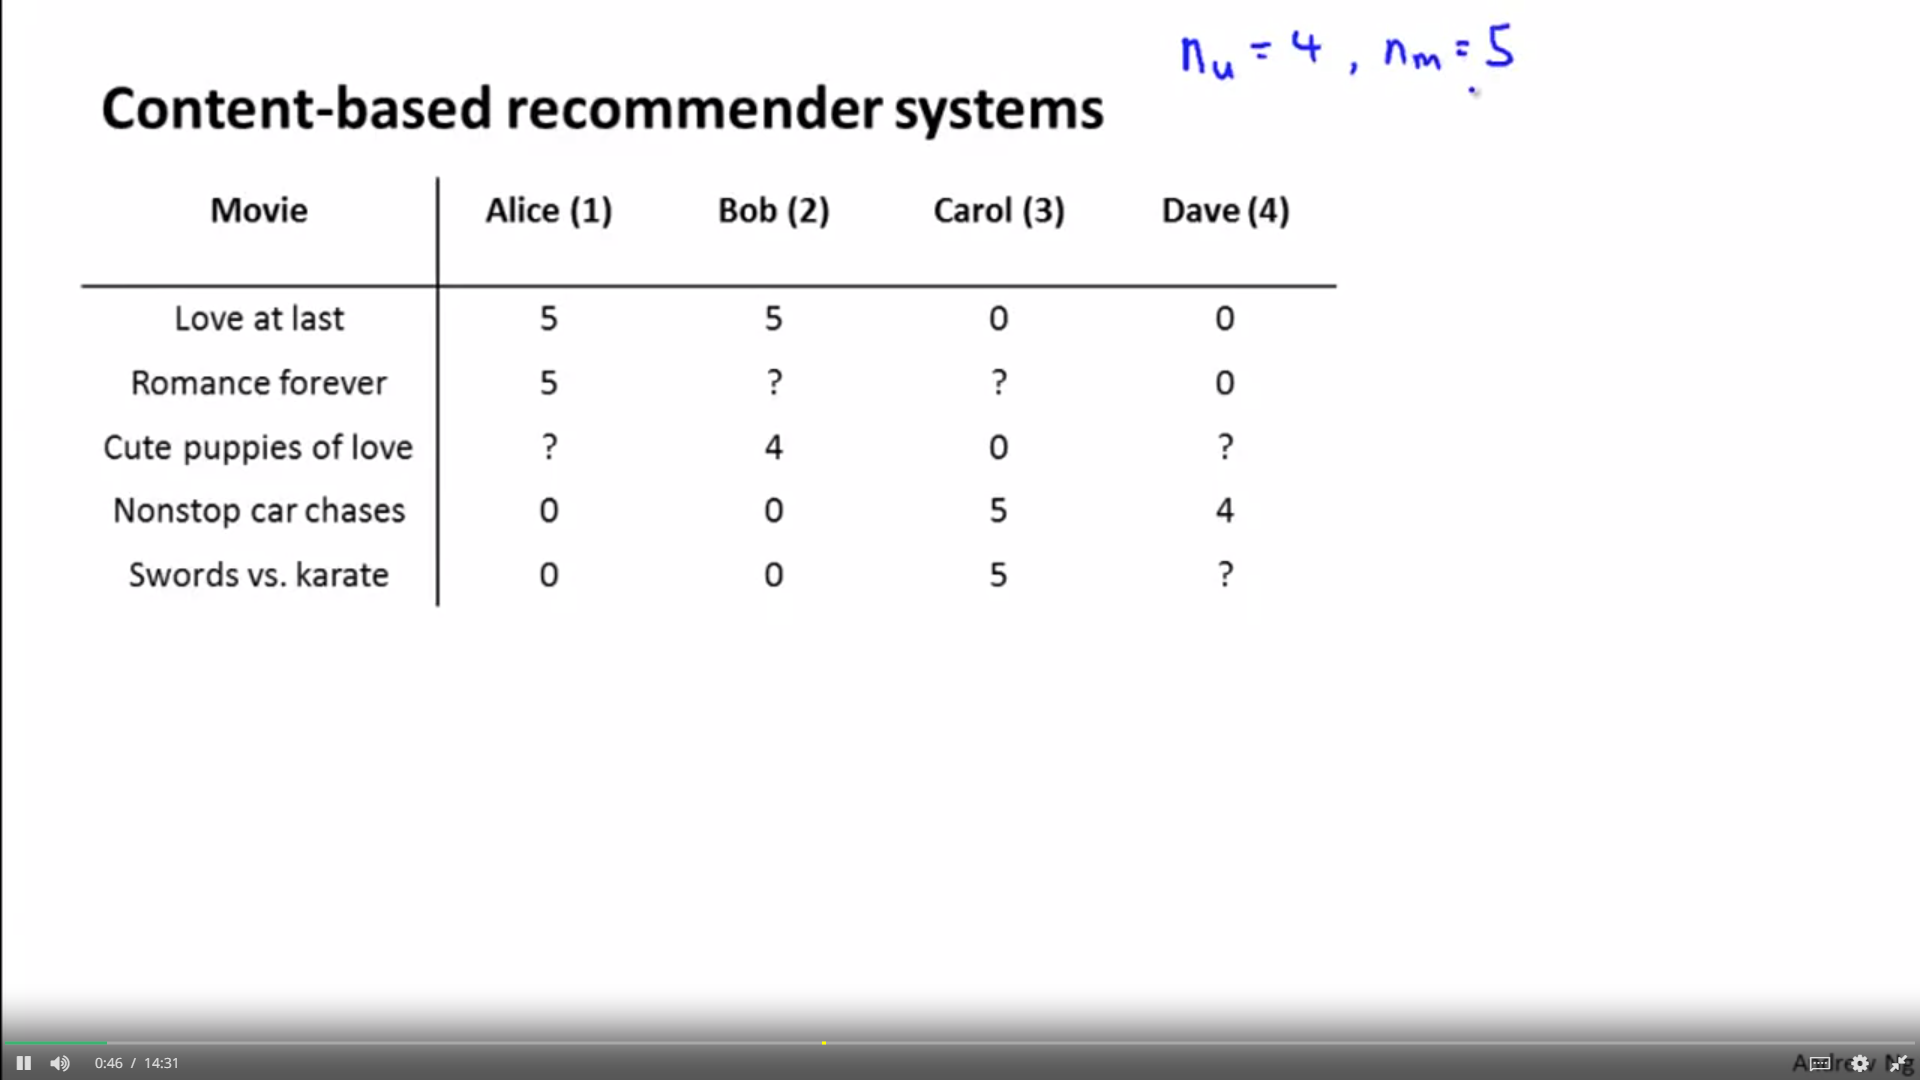 n_u = 4 , n_m = 5
Content-based recommender systems
Movie Alice (1) Bob (2) Carol (3) Dave (4)
Love at last 5 5 0 0
Romance forever 5 ? ? 0
Cute puppies of love ? 4 0 ?
Nonstop car chases 0 0 5 4
Swords vs. karate 0 0 5 ?
0:46 / 14:31
Andrew Ng